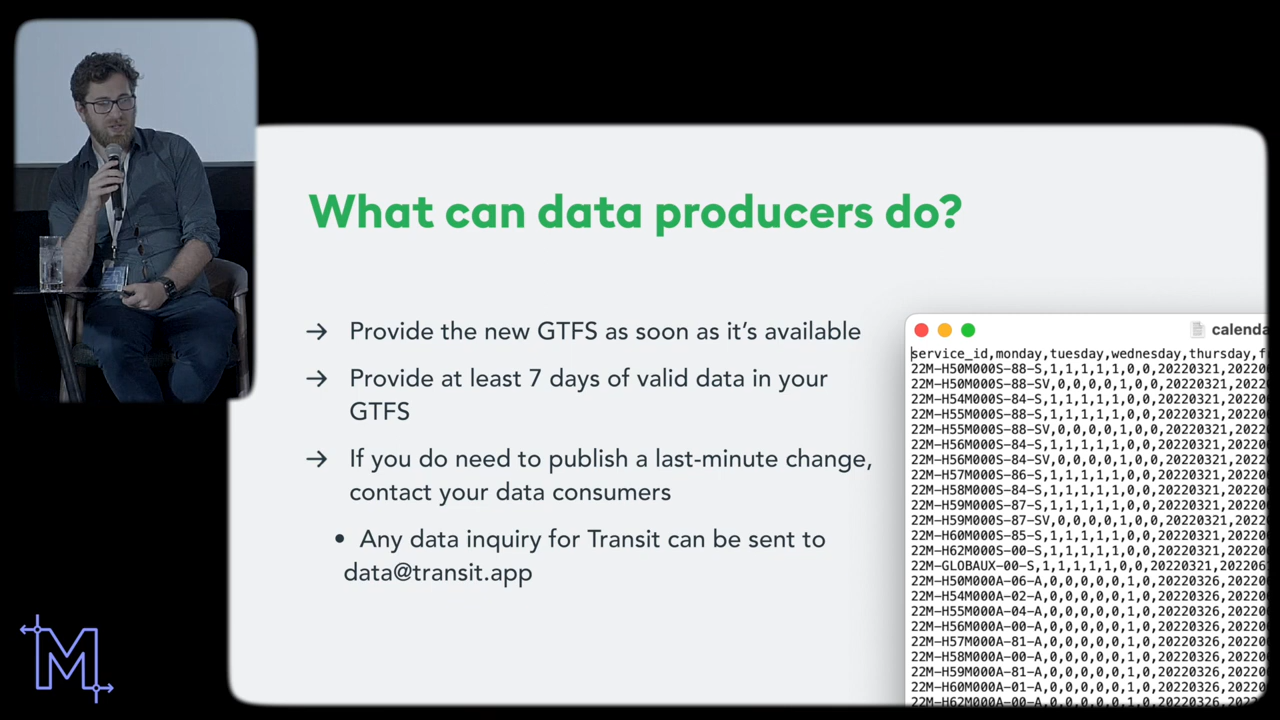 What can data producers do?
→ Provide the new GTFS as soon as it's available
→ Provide at least 7 days of valid data in your
GTFS
→ If you do need to publish a last-minute change,
contact your data consumers
• Any data inquiry for Transit can be sent to
data@transit.app
calenda
service_id,monday,tuesday,wednesday,thursday,f
22M-H50M000S-88-S,1,1,1,1,1,0,0,20220321,20220
22M-H50M000S-88-SV,0,0,0,0,1,0,0,20220321,2022
22M-H54M000S-84-S,1,1,1,1,1,0,0,20220321,20220
22M-H55M000S-88-S,1,1,1,1,1,0,0,20220321,20220
22M-H55M000S-88-SV,0,0,0,0,1,0,0,20220321,2022
22M-H56M000S-84-S,1,1,1,1,1,0,0,20220321,20220
22M-H56M000S-84-SV,0,0,0,0,1,0,0,20220321,2022
22M-H57M000S-86-S,1,1,1,1,1,0,0,20220321,20220
22M-H58M000S-84-S,1,1,1,1,1,0,0,20220321,20220
22M-H59M000S-87-S,1,1,1,1,1,0,0,20220321,20220
22M-H59M000S-87-SV,0,0,0,0,1,0,0,20220321,2022
22M-H60M000S-85-S,1,1,1,1,1,0,0,20220321,20220
22M-H62M000S-00-S,1,1,1,1,1,0,0,20220321,20220
22M-GLOBAUX-00-S,1,1,1,1,1,0,0,20220321,202206
22M-H50M000A-06-A,0,0,0,0,0,1,0,20220326,20220
22M-H54M000A-02-A,0,0,0,0,0,1,0,20220326,20220
22M-H55M000A-04-A,0,0,0,0,0,1,0,20220326,20220
22M-H56M000A-00-A,0,0,0,0,0,1,0,20220326,20220
22M-H57M000A-81-A,0,0,0,0,0,1,0,20220326,20220
22M-H58M000A-00-A,0,0,0,0,0,1,0,20220326,20220
22M-H59M000A-81-A,0,0,0,0,0,1,0,20220326,20220
22M-H60M000A-01-A,0,0,0,0,0,1,0,20220326,20220
22M-H62M000A-00-A,0,0,0,0,0,1,0,20220326,20220
M